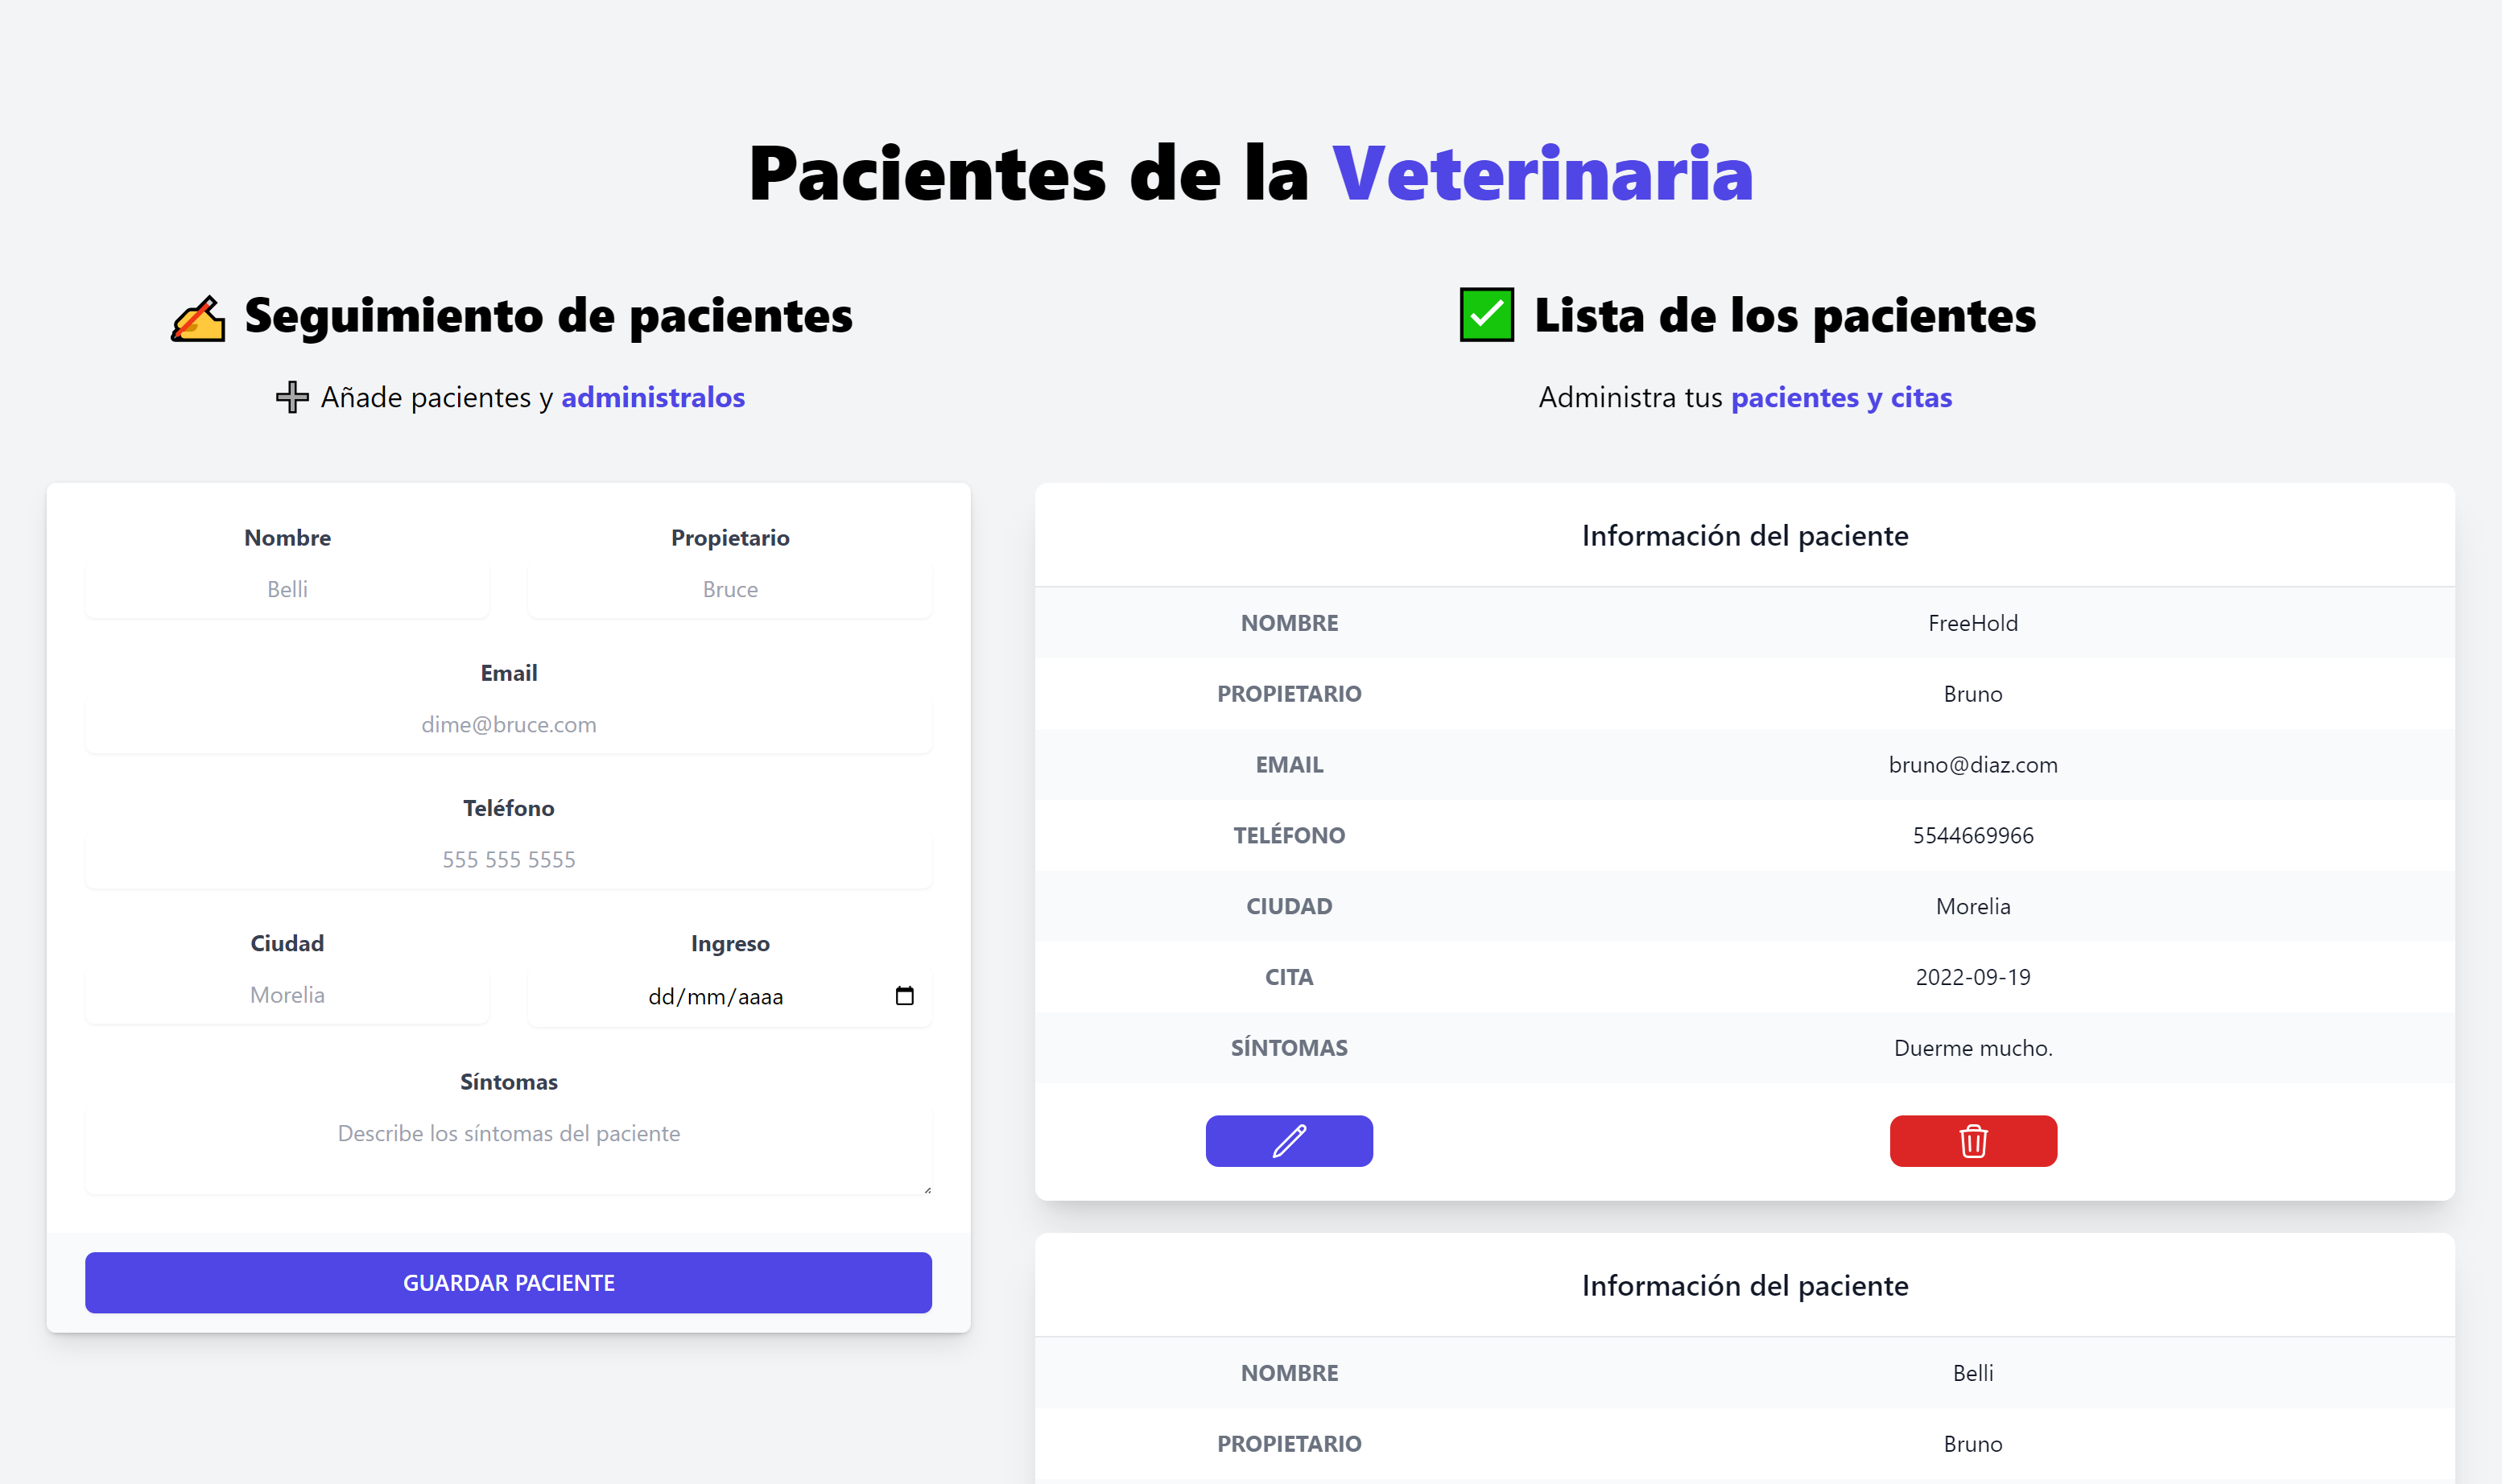 Pacientes de la Veterinaria
✍ Seguimiento de pacientes
➕ Añade pacientes y administralos
Nombre
Propietario
Belli
Bruce
Email
dime@bruce.com
Teléfono
555 555 5555
Ciudad
Ingreso
Morelia
dd/mm/aaaa
Síntomas
Describe los síntomas del paciente
GUARDAR PACIENTE
✅ Lista de los pacientes
Administra tus pacientes y citas
Información del paciente
NOMBRE FreeHold
PROPIETARIO Bruno
EMAIL bruno@diaz.com
TELÉFONO 5544669966
CIUDAD Morelia
CITA 2022-09-19
SÍNTOMAS Duerme mucho.
Información del paciente
NOMBRE Belli
PROPIETARIO Bruno